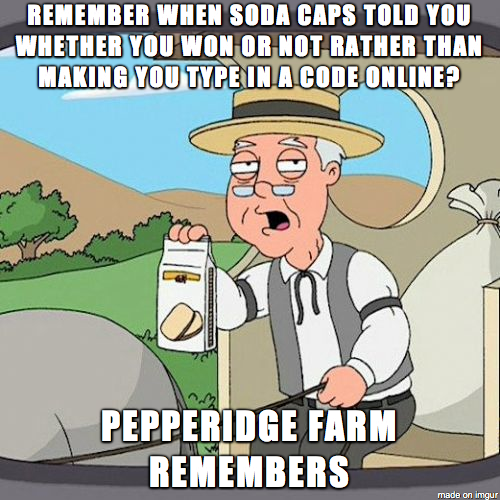 REMEMBER WHEN SODA CAPS TOLD YOU
WHETHER YOU WON OR NOT RATHER THAN
MAKING YOU TYPE IN A CODE ONLINE?
PEPPERIDGE FARM
REMEMBERS
made on imgur